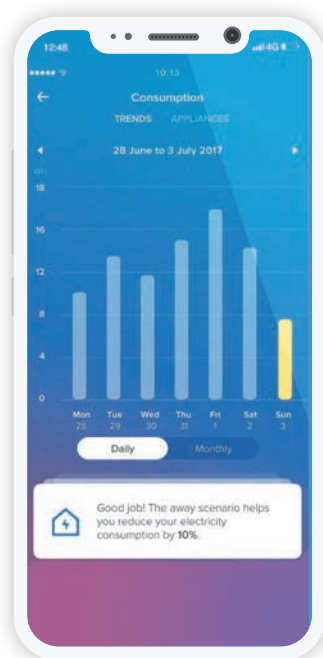 12:48
4G
19:13
Consumption
TRENDS APPLIANCES
28 June to 3 July 2017
18
16
12
8
4
0
Mon Tue Wed Thu Fri Sat Sun
28 29 30 31 1 2 3
Daily Monthly
Good job! The away scenario helps
you reduce your electricity
consumption by 10%